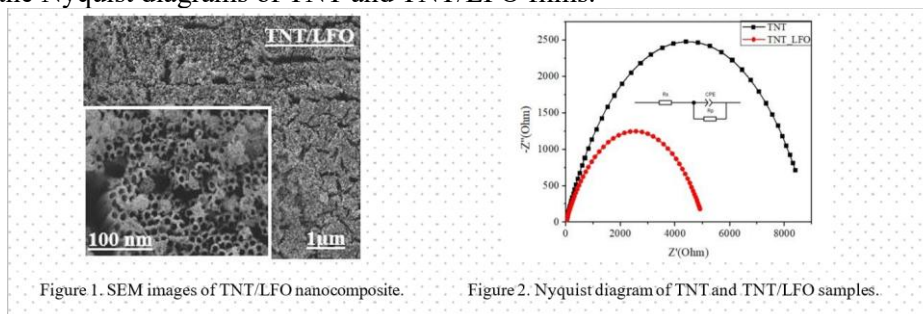 the Nyquist diagrams of TNT and TNT/LFO films.
TNT/LFO
100 nm
1μm
TNT
TNT_LFO
2500
2000
1500
1000
500
0
-Z"(Ohm)
Rs
CPE
Rp
0 2000 4000 6000 8000
Z'(Ohm)
Figure 1. SEM images of TNT/LFO nanocomposite.
Figure 2. Nyquist diagram of TNT and TNT/LFO samples.